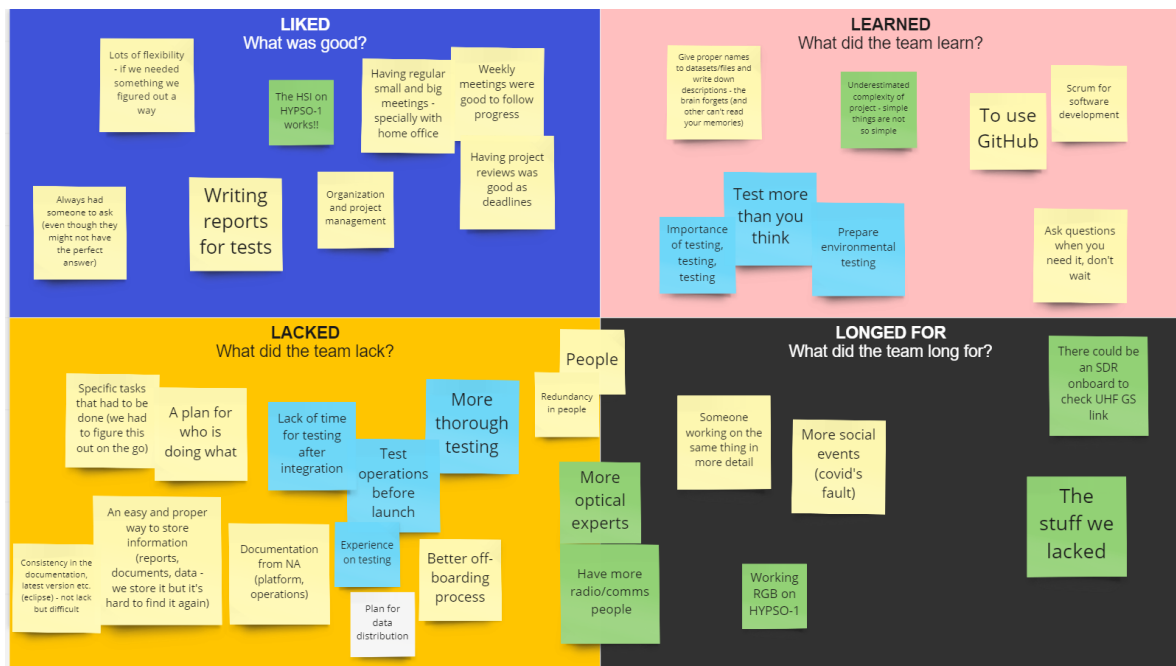 LIKED
What was good?
Lots of flexibility
- if we needed
something we
figured out a
way
The HSI on
HYPSO-1
works!!
Having regular
small and big
meetings -
specially with
home office
Weekly
meetings were
good to follow
progress
Having project
reviews was
good as
deadlines
Always had
someone to ask
(even though they
might not have
the perfect
answer)
Writing
reports
for tests
Organization
and project
management
LEARNED
What did the team learn?
Give proper names
to datasets/files and
write down
descriptions - the
brain forgets (and
other can't read
your memories)
Underestimated
complexity of
project - simple
things are not
so simple
To use
GitHub
Scrum for
software
development
Importance
of testing,
testing,
testing
Test more
than you
think
Prepare
environmental
testing
Ask questions
when you
need it, don't
wait
LACKED
What did the team lack?
Specific tasks
that had to be
done (we had
to figure this
out on the go)
A plan for
who is
doing what
Lack of time
for testing
after
integration
More
thorough
testing
Test
operations
before
launch
People
Redundancy
in people
Consistency in the
documentation,
latest version etc.
(eclipse) - not lack
but difficult
An easy and proper
way to store
information
(reports,
documents, data -
we store it but it's
hard to find it again)
Documentation
from NA
(platform,
operations)
Experience
on testing
Plan for
data
distribution
Better off-
boarding
process
More
optical
experts
Have more
radio/comms
people
LONGED FOR
What did the team long for?
Someone
working on the
same thing in
more detail
More social
events
(covid's
fault)
There could be
an SDR
onboard to
check UHF GS
link
The
stuff we
lacked
Working
RGB on
HYPSO-1